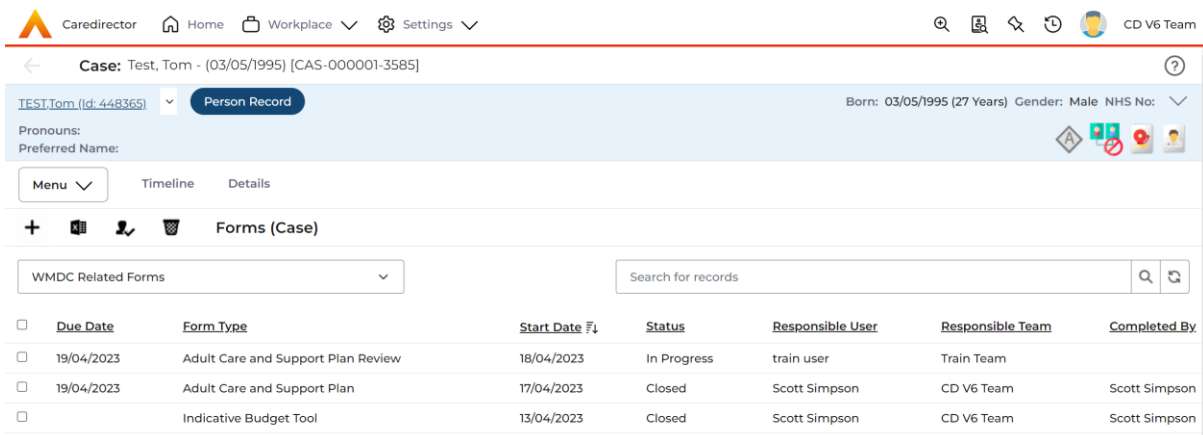 Caredirector Home Workplace Settings CD V6 Team
Case: Test, Tom - (03/05/1995) [CAS-000001-3585] ?
TEST,Tom (Id: 448365) Person Record Born: 03/05/1995 (27 Years) Gender: Male NHS No:
Pronouns:
Preferred Name:
A
Menu Timeline Details
Forms (Case)
WMDC Related Forms Search for records
Due Date Form Type Start Date Status Responsible User Responsible Team Completed By
19/04/2023 Adult Care and Support Plan Review 18/04/2023 In Progress train user Train Team
19/04/2023 Adult Care and Support Plan 17/04/2023 Closed Scott Simpson CD V6 Team Scott Simpson
Indicative Budget Tool 13/04/2023 Closed Scott Simpson CD V6 Team Scott Simpson